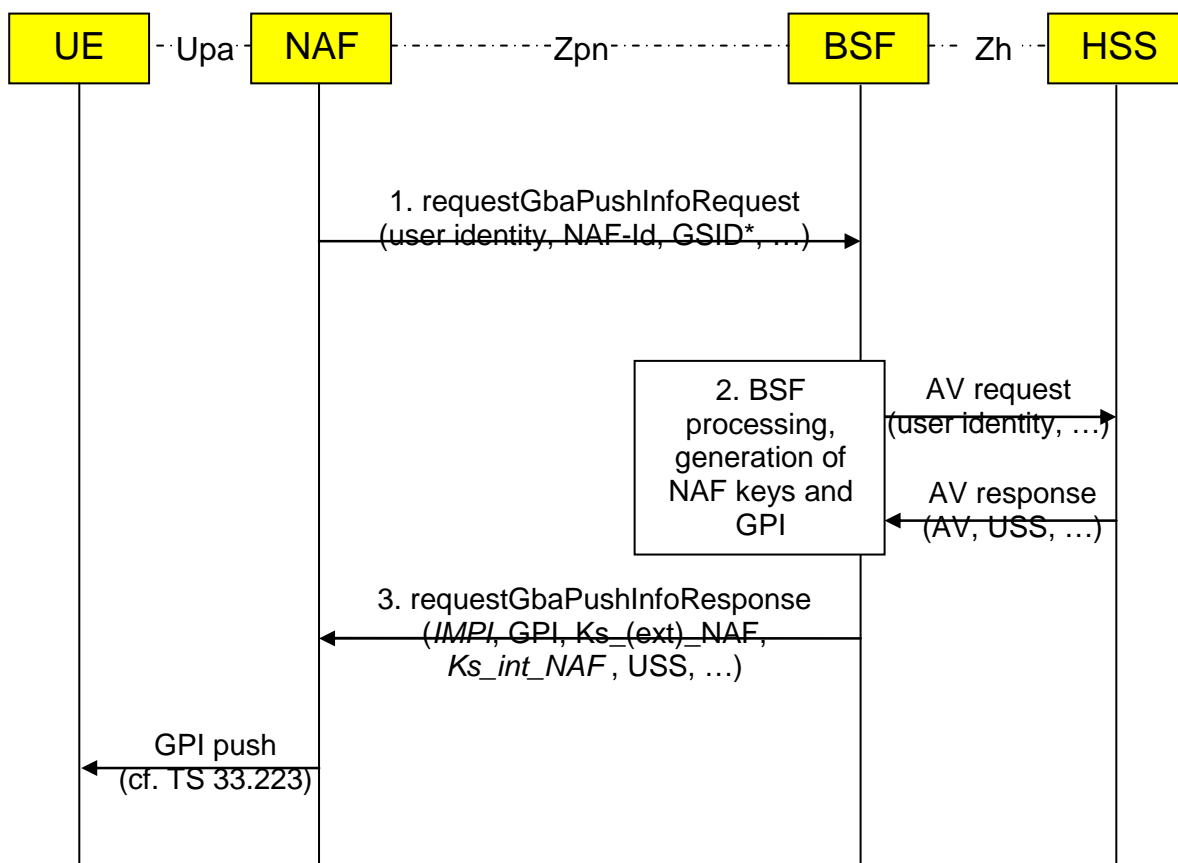 UE
Upa
NAF
Zpn
BSF
Zh
HSS
1. requestGbaPushInfoRequest
(user identity, NAF-Id, GSID*, …)
2. BSF
processing,
generation of
NAF keys and
GPI
AV request
(user identity, …)
AV response
(AV, USS, …)
3. requestGbaPushInfoResponse
(IMPI, GPI, Ks_(ext)_NAF,
Ks_int_NAF , USS, …)
GPI push
(cf. TS 33.223)